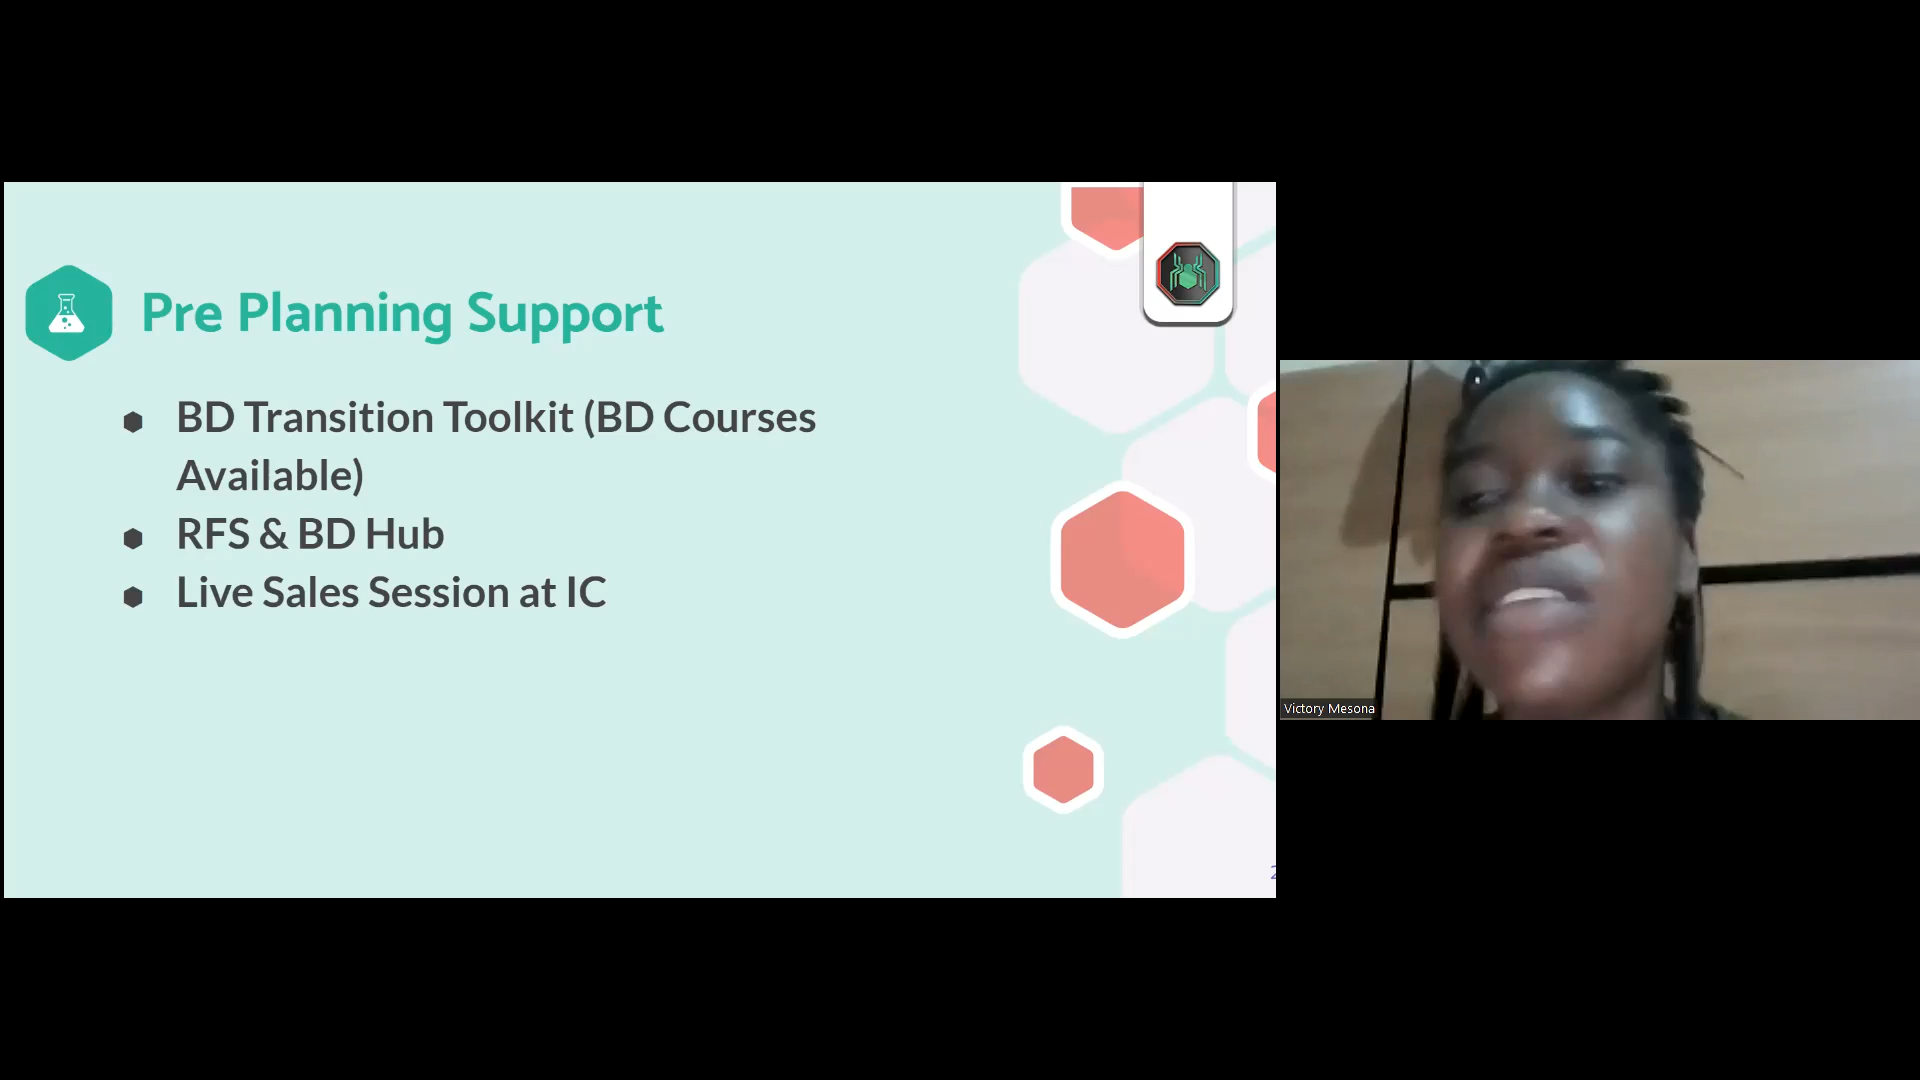 Pre Planning Support
BD Transition Toolkit (BD Courses
Available)
RFS & BD Hub
Live Sales Session at IC
Victory Mesona